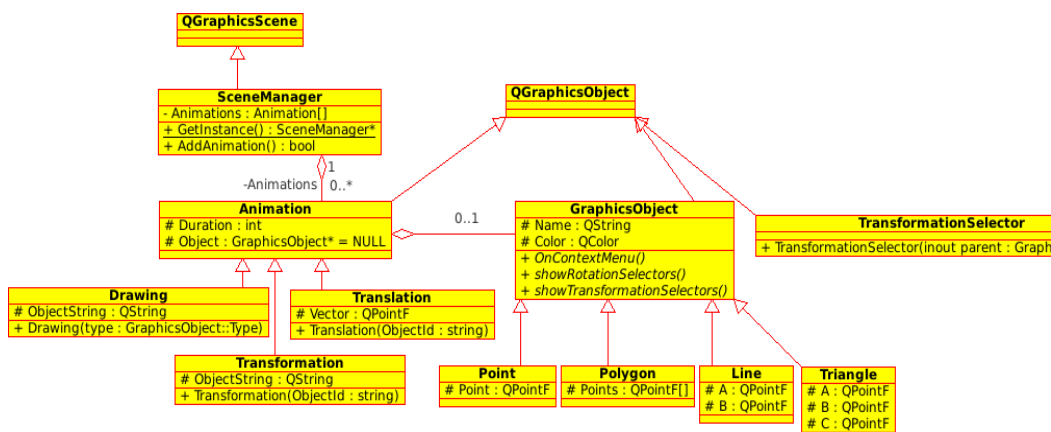 QGraphicsScene
SceneManager
- Animations : Animation[]
+ GetInstance() : SceneManager*
+ AddAnimation() : bool
1
-Animations 0..*
QGraphicsObject
Animation
# Duration : int
# Object : GraphicsObject* = NULL
0..1
GraphicsObject
# Name : QString
# Color : QColor
+ OnContextMenu()
+ showRotationSelectors()
+ showTransformationSelectors()
TransformationSelector
+ TransformationSelector(inout parent : Graph
Drawing
# ObjectString : QString
+ Drawing(type : GraphicsObject::Type)
Translation
# Vector : QPointF
+ Translation(ObjectId : string)
Transformation
# ObjectString : QString
+ Transformation(ObjectId : string)
Point
# Point : QPointF
Polygon
# Points : QPointF[]
Line
# A : QPointF
# B : QPointF
Triangle
# A : QPointF
# B : QPointF
# C : QPointF